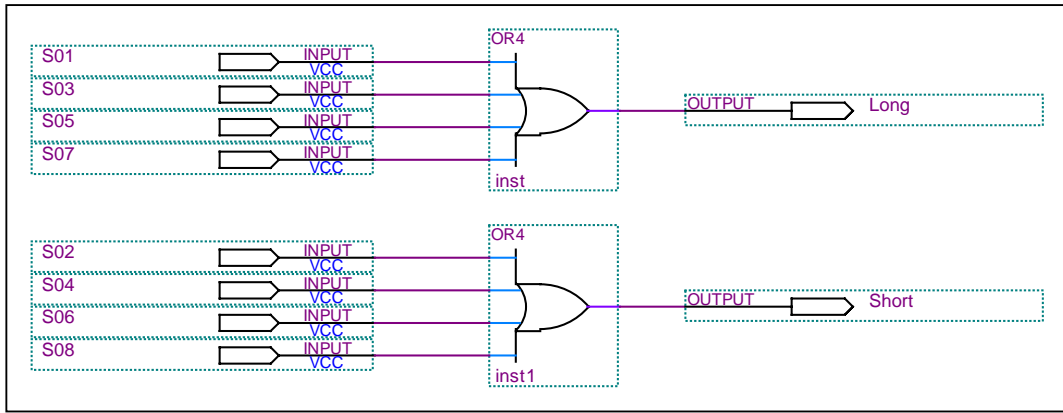 OR4
S01 INPUT
VCC
S03 INPUT
VCC
OUTPUT Long
S05 INPUT
VCC
S07 INPUT
VCC
inst
OR4
S02 INPUT
VCC
S04 INPUT
VCC
OUTPUT Short
S06 INPUT
VCC
S08 INPUT
VCC
inst1